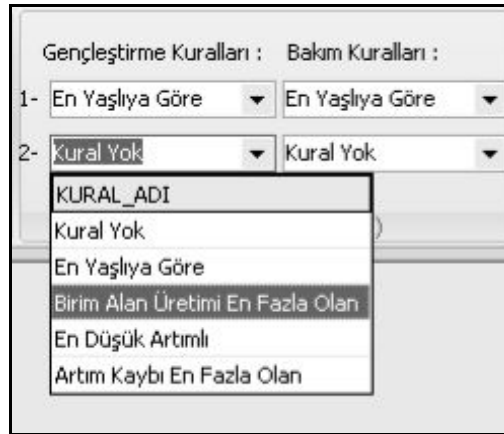 Gençleştirme Kuralları : Bakım Kuralları :
1- En Yaşlıya Göre En Yaşlıya Göre
2- Kural Yok Kural Yok
KURAL_ADI
Kural Yok
)
En Yaşlıya Göre
Birim Alan Üretimi En Fazla Olan
En Düşük Artımlı
Artım Kaybı En Fazla Olan